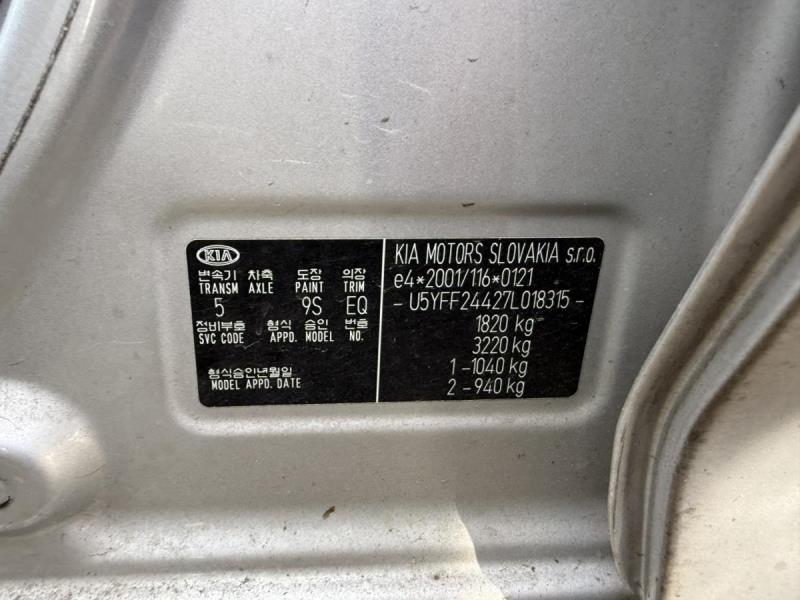 KIA
변속기 차축 도장 의장
TRANSM AXLE PAINT TRIM
5 9S EQ
정비부호 형식 승인 번호
SVC CODE APPD. MODEL NO.
형식승인년월일
MODEL APPD. DATE
KIA MOTORS SLOVAKIA s.r.o.
e4*2001/116*0121
- U5YFF24427L018315 -
1820 kg
3220 kg
1 -1040 kg
2 -940 kg